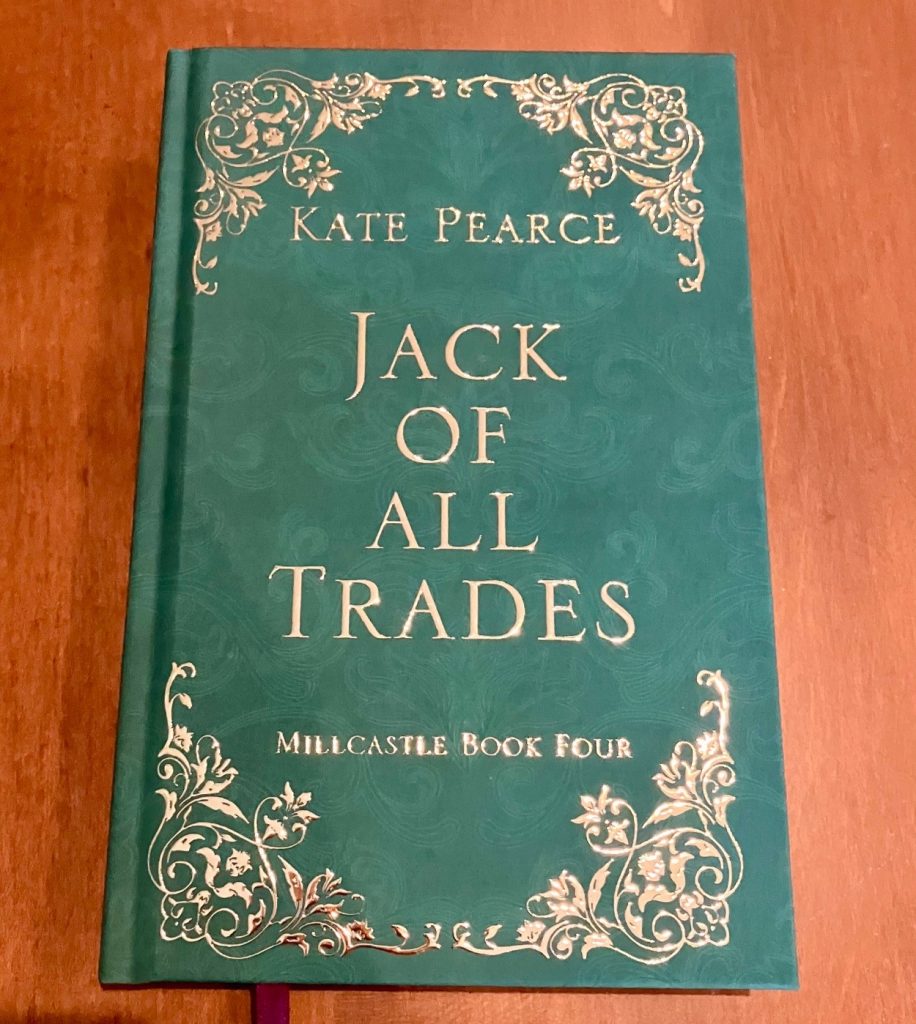 Kate Pearce
Jack
of
all
Trades
Millcastle Book Four